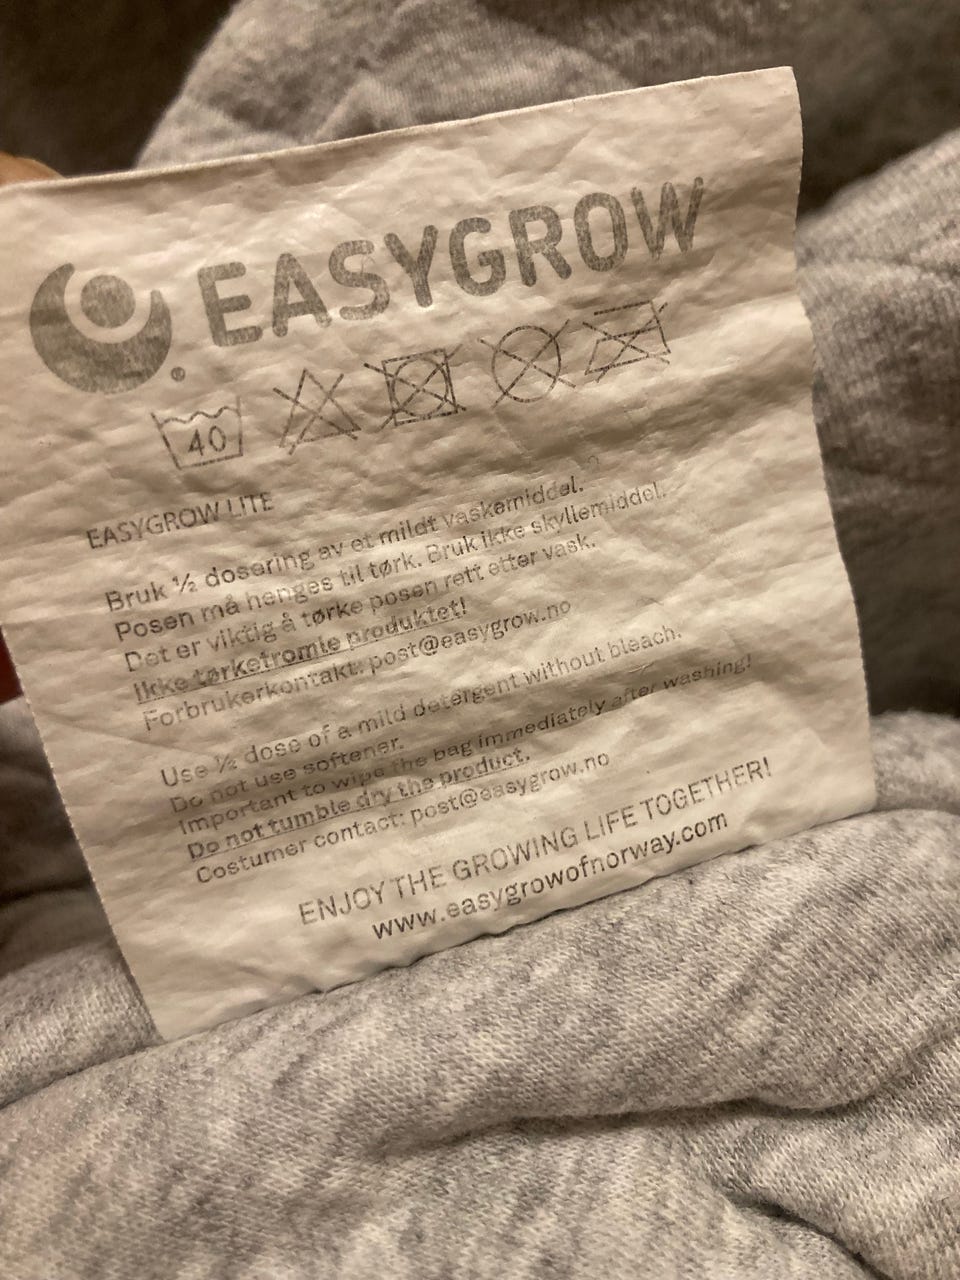 EASYGROW
®
40
EASYGROW LITE
Bruk ½ dosering av et mildt vaskemiddel.
Posen må henges til tørk. Bruk ikke skyllemiddel.
Det er viktig å tørke posen rett etter vask.
Ikke tørketromle produktet!
Forbrukerkontakt: post@easygrow.no
Use ½ dose of a mild detergent without bleach.
Do not use softener.
Important to wipe the bag immediately after washing!
Do not tumble dry the product.
Costumer contact: post@easygrow.no
ENJOY THE GROWING LIFE TOGETHER!
www.easygrowofnorway.com